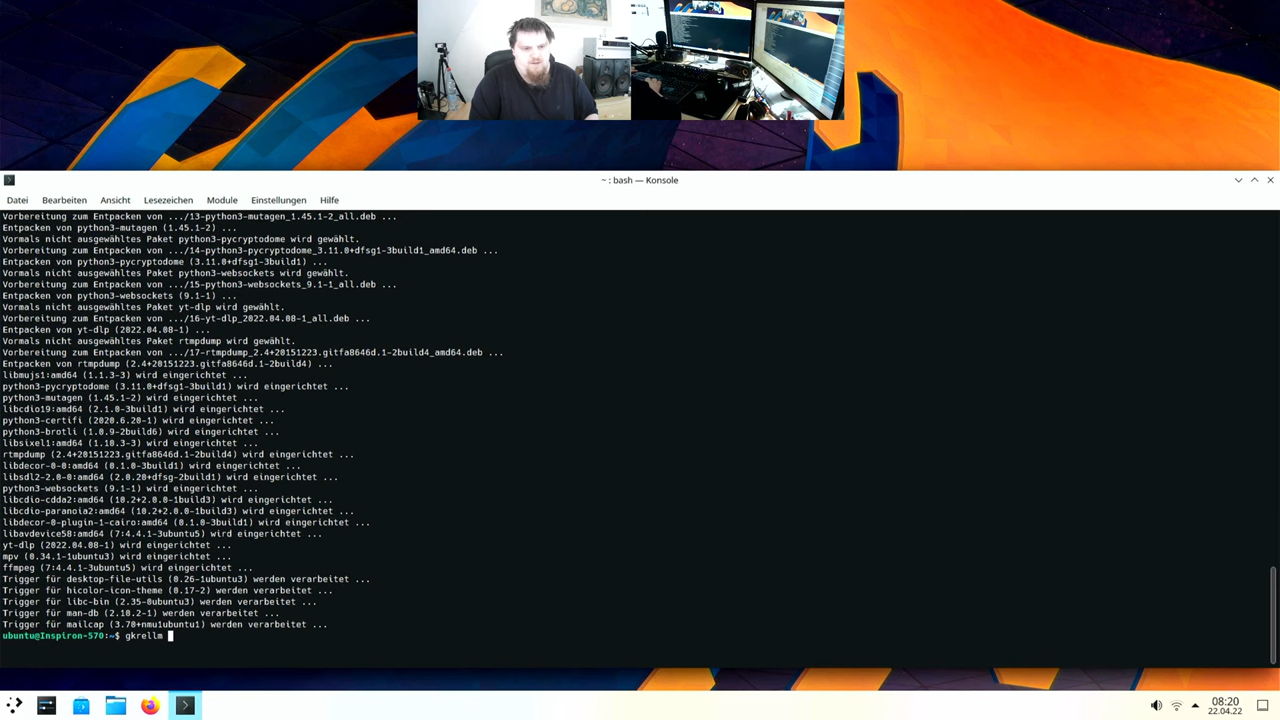 ~ : bash — Konsole
Datei Bearbeiten Ansicht Lesezeichen Module Einstellungen Hilfe
Vorbereitung zum Entpacken von .../13-python3-mutagen_1.45.1-2_all.deb ...
Entpacken von python3-mutagen (1.45.1-2) ...
Vormals nicht ausgewähltes Paket python3-pycryptodome wird gewählt.
Vorbereitung zum Entpacken von .../14-python3-pycryptodome_3.11.0+dfsg1-3build1_amd64.deb ...
Entpacken von python3-pycryptodome (3.11.0+dfsg1-3build1) ...
Vormals nicht ausgewähltes Paket python3-websockets wird gewählt.
Vorbereitung zum Entpacken von .../15-python3-websockets_9.1-1_all.deb ...
Entpacken von python3-websockets (9.1-1) ...
Vormals nicht ausgewähltes Paket yt-dlp wird gewählt.
Vorbereitung zum Entpacken von .../16-yt-dlp_2022.04.08-1_all.deb ...
Entpacken von yt-dlp (2022.04.08-1) ...
Vormals nicht ausgewähltes Paket rtmpdump wird gewählt.
Vorbereitung zum Entpacken von .../17-rtmpdump_2.4+20151223.gitfa8646d.1-2build4_amd64.deb ...
Entpacken von rtmpdump (2.4+20151223.gitfa8646d.1-2build4) ...
libmujs1:amd64 (1.1.3-3) wird eingerichtet ...
python3-pycryptodome (3.11.0+dfsg1-3build1) wird eingerichtet ...
python3-mutagen (1.45.1-2) wird eingerichtet ...
libcdio19:amd64 (2.1.0-3build1) wird eingerichtet ...
python3-certifi (2020.6.20-1) wird eingerichtet ...
python3-brotli (1.0.9-2build6) wird eingerichtet ...
libsixel1:amd64 (1.10.3-3) wird eingerichtet ...
rtmpdump (2.4+20151223.gitfa8646d.1-2build4) wird eingerichtet ...
libdecor-0-0:amd64 (0.1.0-3build1) wird eingerichtet ...
libsdl2-2.0-0:amd64 (2.0.20+dfsg-2build1) wird eingerichtet ...
python3-websockets (9.1-1) wird eingerichtet ...
libcdio-cdda2:amd64 (10.2+2.0.0-1build3) wird eingerichtet ...
libcdio-paranoia2:amd64 (10.2+2.0.0-1build3) wird eingerichtet ...
libdecor-0-plugin-1-cairo:amd64 (0.1.0-3build1) wird eingerichtet ...
libavdevice58:amd64 (7:4.4.1-3ubuntu5) wird eingerichtet ...
yt-dlp (2022.04.08-1) wird eingerichtet ...
mpv (0.34.1-1ubuntu3) wird eingerichtet ...
ffmpeg (7:4.4.1-3ubuntu5) wird eingerichtet ...
Trigger für desktop-file-utils (0.26-1ubuntu3) werden verarbeitet ...
Trigger für hicolor-icon-theme (0.17-2) werden verarbeitet ...
Trigger für libc-bin (2.35-0ubuntu3) werden verarbeitet ...
Trigger für man-db (2.10.2-1) werden verarbeitet ...
Trigger für mailcap (3.70+nmu1ubuntu1) werden verarbeitet ...
ubuntu@Inspiron-570:~$ gkrellm
08:20
22.04.22